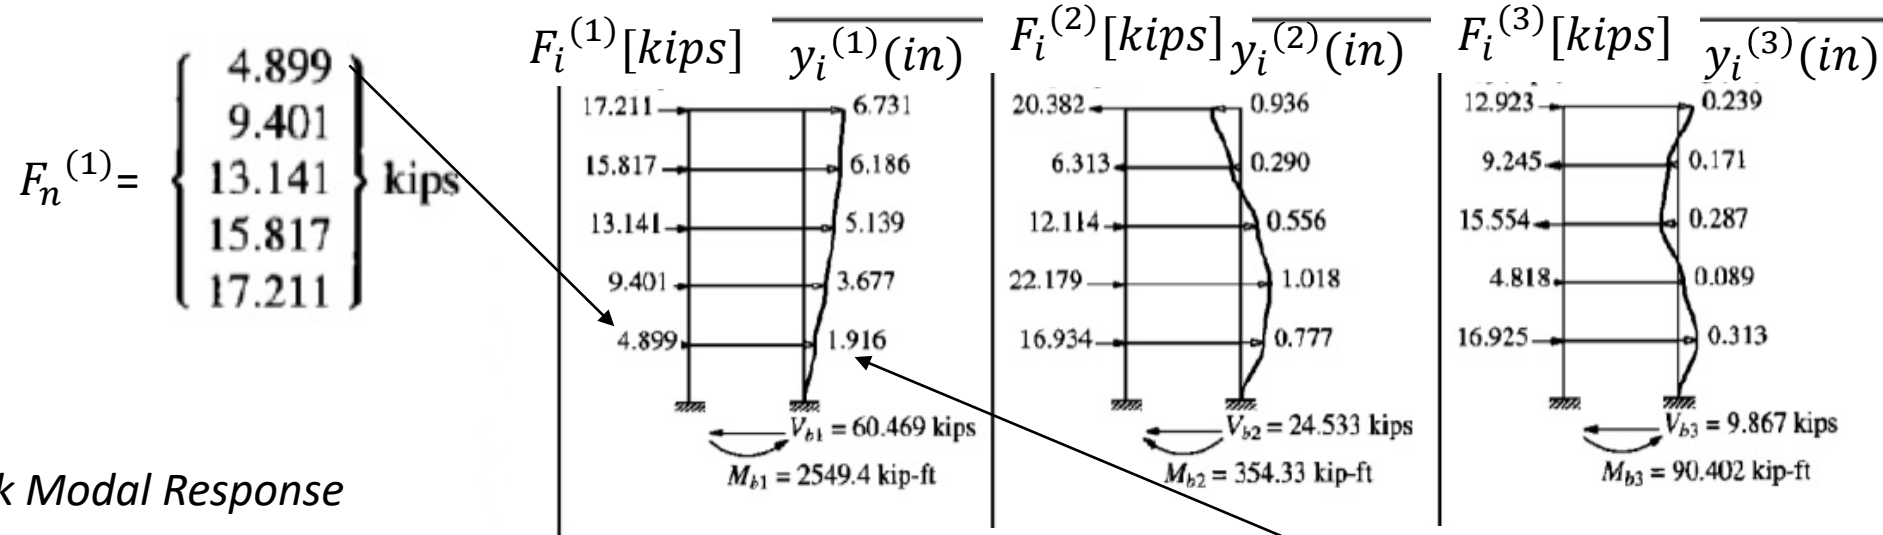 F_n^(1) =
4.899
9.401
13.141
15.817
17.211
kips
F_i^(1) [kips] y_i^(1) (in)
17.211 6.731
15.817 6.186
13.141 5.139
9.401 3.677
4.899 1.916
V_b1 = 60.469 kips
M_b1 = 2549.4 kip-ft
F_i^(2) [kips] y_i^(2) (in)
20.382 0.936
6.313 0.290
12.114 0.556
22.179 1.018
16.934 0.777
V_b2 = 24.533 kips
M_b2 = 354.33 kip-ft
F_i^(3) [kips] y_i^(3) (in)
12.923 0.239
9.245 0.171
15.554 0.287
4.818 0.089
16.925 0.313
V_b3 = 9.867 kips
M_b3 = 90.402 kip-ft
k Modal Response